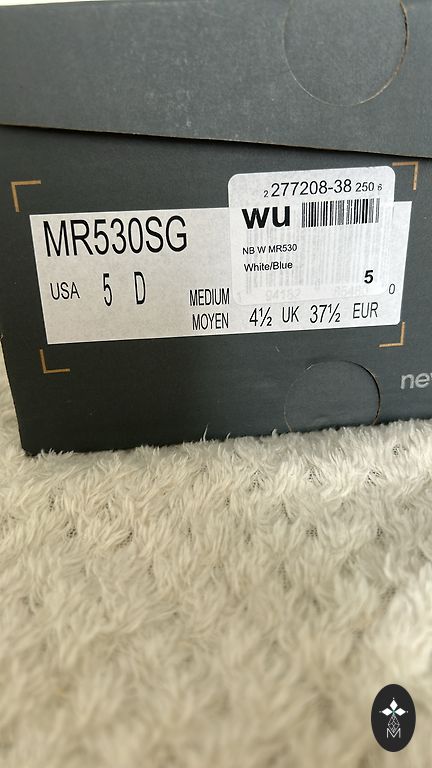 2 277208-38 250 6
WU
NB W MR530
White/Blue
5
MR530SG
USA 5 D
MEDIUM
MOYEN 4½ UK 37½ EUR
0
M